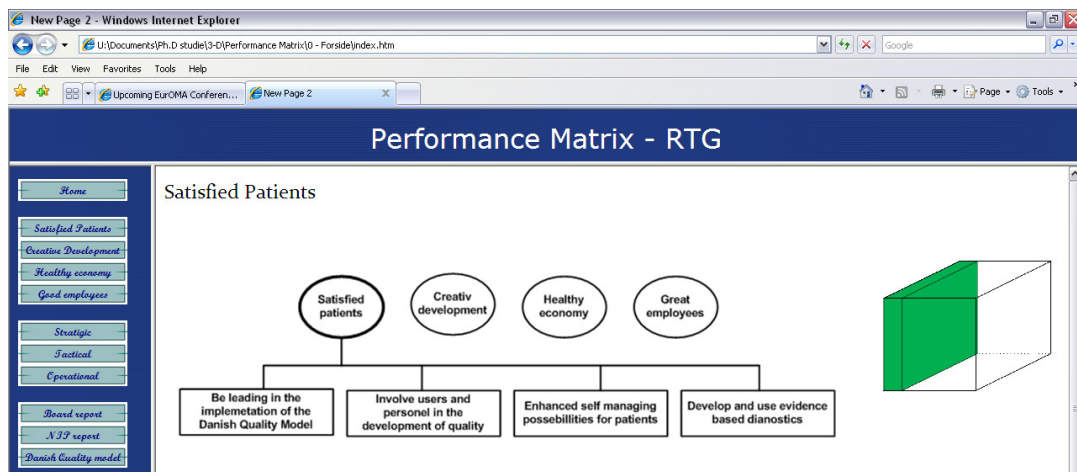 New Page 2 - Windows Internet Explorer
U:\Documents\Ph.D studie\3-D\Performance Matrix\0 - Forside\index.htm
Google
File Edit View Favorites Tools Help
Upcoming EurOMA Conferen...
New Page 2
Page
Tools
Performance Matrix - RTG
Home
Satisfied Patients
Creative Development
Healthy economy
Good employees
Stratigic
Tactical
Operational
Board report
NIP report
Danish Quality model
Satisfied Patients
Satisfied
patients
Creativ
development
Healthy
economy
Great
employees
Be leading in the
implemetation of the
Danish Quality Model
Involve users and
personel in the
development of quality
Enhanced self managing
possebillities for patients
Develop and use evidence
based dianostics